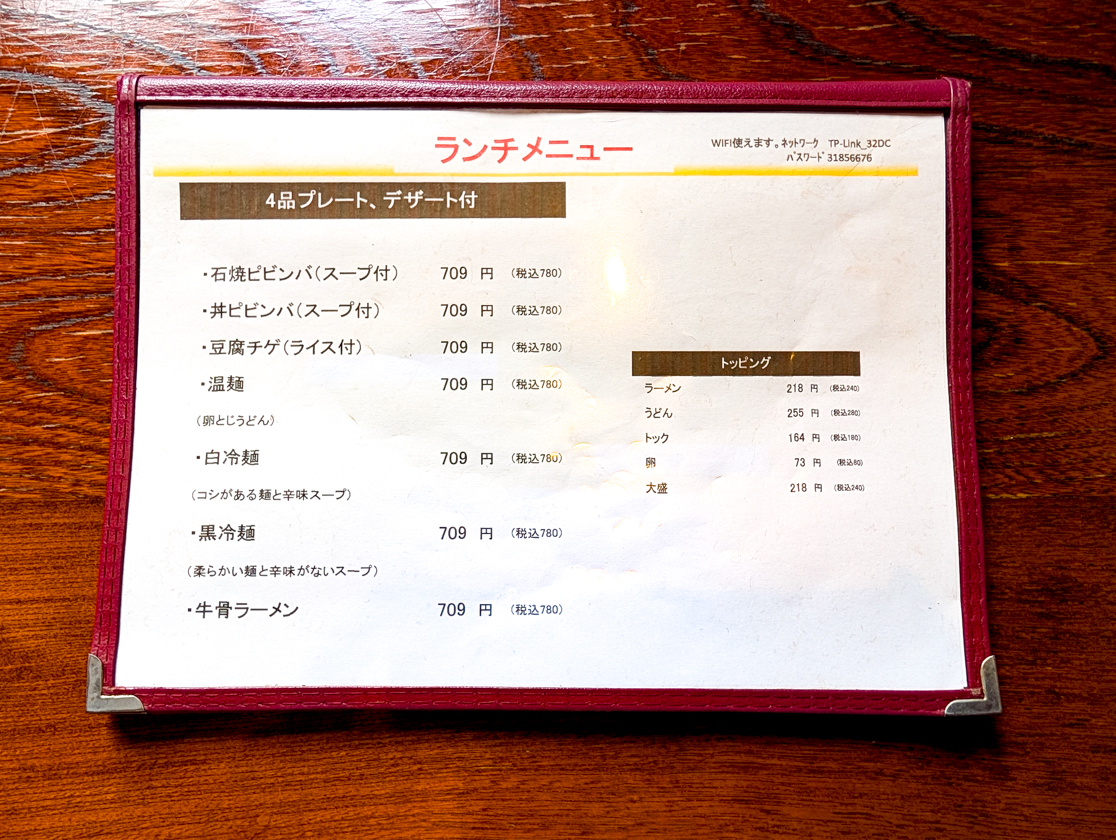 ランチメニュー
WIFI使えます。ネットワーク TP-Link_32DC
パスワード 31856676
4品プレート、デザート付
・石焼ピビンバ(スープ付) 709 円 (税込780)
・丼ピビンバ(スープ付) 709 円 (税込780)
・豆腐チゲ(ライス付) 709 円 (税込780)
・温麺 709 円 (税込780)
(卵とじうどん)
・白冷麺 709 円 (税込780)
(コシがある麺と辛味スープ)
・黒冷麺 709 円 (税込780)
(柔らかい麺と辛味がないスープ)
・牛骨ラーメン 709 円 (税込780)
トッピング
ラーメン 218 円 (税込240)
うどん 255 円 (税込280)
トック 164 円 (税込180)
卵 73 円 (税込80)
大盛 218 円 (税込240)